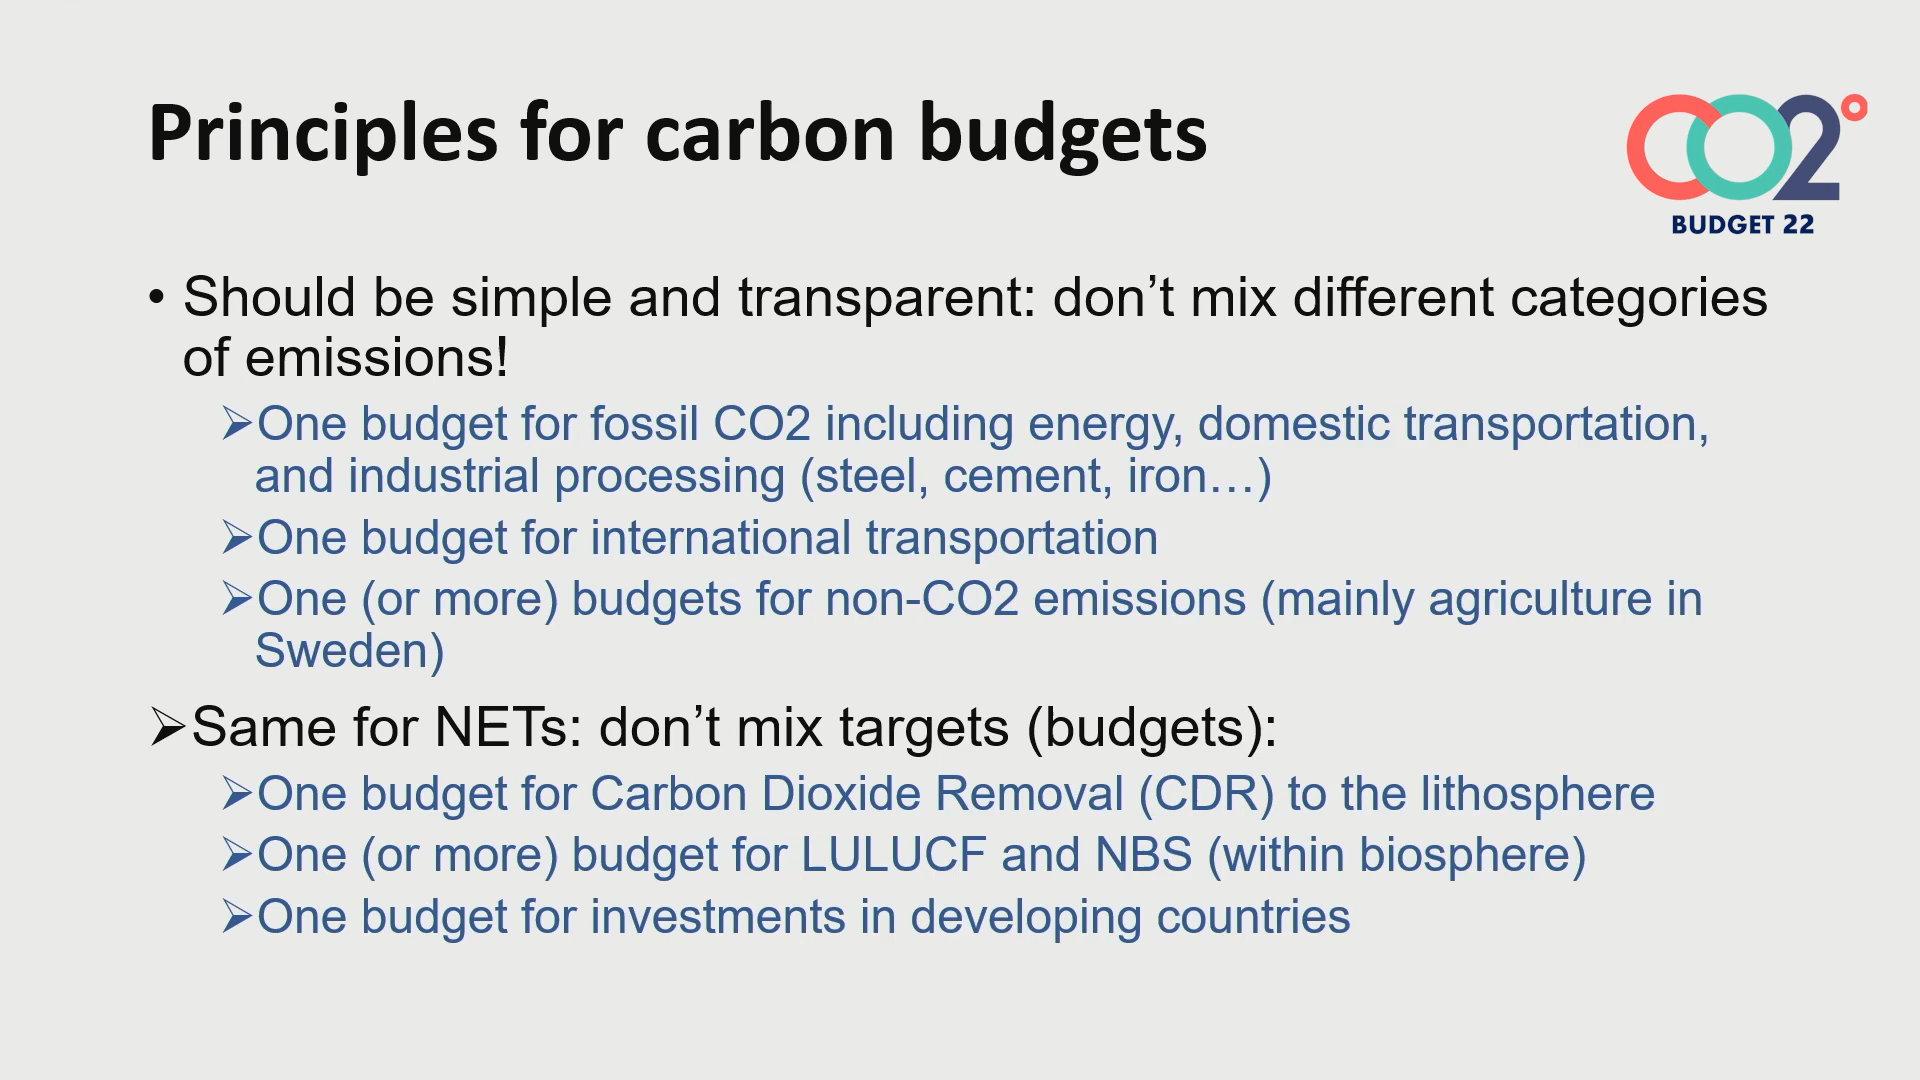 Principles for carbon budgets
CO2°
BUDGET 22
• Should be simple and transparent: don’t mix different categories
of emissions!
➢One budget for fossil CO2 including energy, domestic transportation,
and industrial processing (steel, cement, iron…)
➢One budget for international transportation
➢One (or more) budgets for non-CO2 emissions (mainly agriculture in
Sweden)
➢Same for NETs: don’t mix targets (budgets):
➢One budget for Carbon Dioxide Removal (CDR) to the lithosphere
➢One (or more) budget for LULUCF and NBS (within biosphere)
➢One budget for investments in developing countries